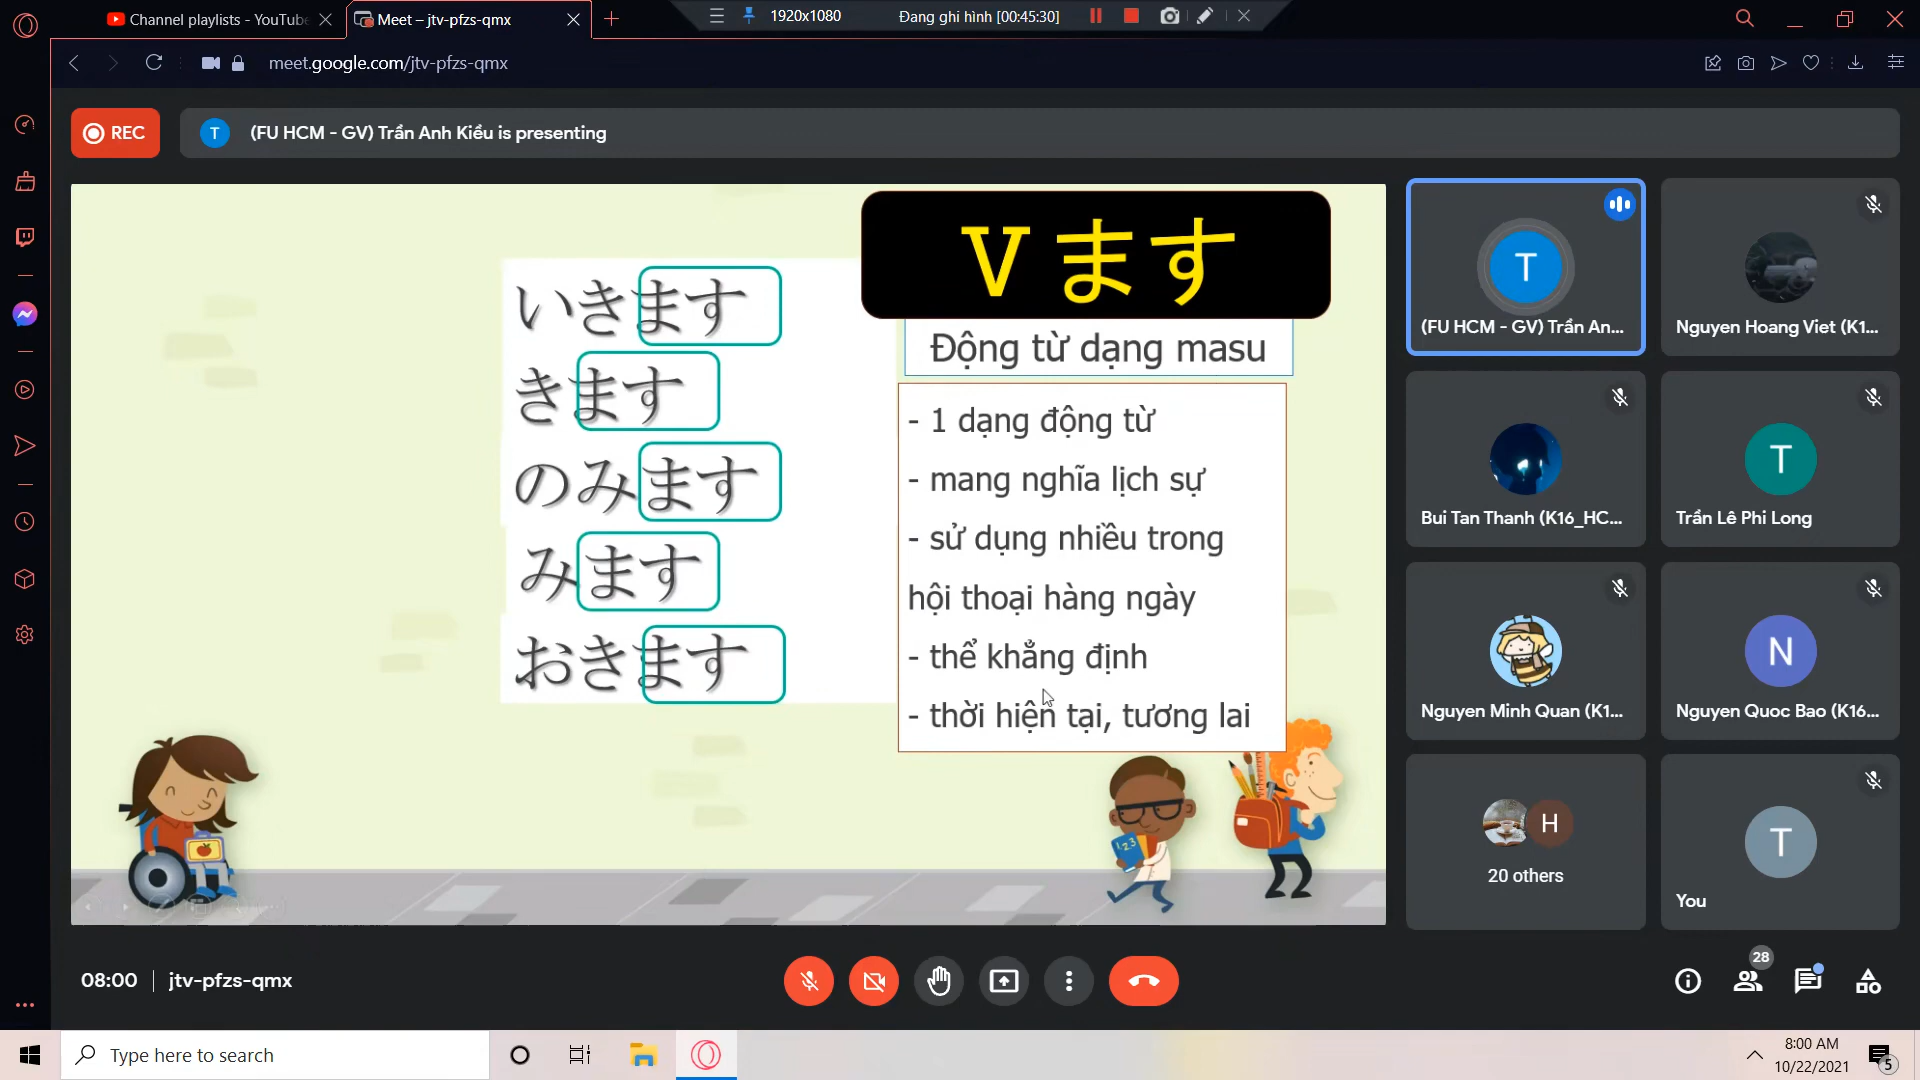 Channel playlists - YouTube
Meet – jtv-pfzs-qmx
1920x1080
Đang ghi hình [00:45:30]
meet.google.com/jtv-pfzs-qmx
REC
T
(FU HCM - GV) Trần Anh Kiều is presenting
V ます
Động từ dạng masu
いきます
きます
のみます
みます
おきます
- 1 dạng động từ
- mang nghĩa lịch sự
- sử dụng nhiều trong
hội thoại hàng ngày
- thể khẳng định
- thời hiện tại, tương lai
T
(FU HCM - GV) Trần An...
Nguyen Hoang Viet (K1...
Bui Tan Thanh (K16_HC...
T
Trần Lê Phi Long
Nguyen Minh Quan (K1...
N
Nguyen Quoc Bao (K16...
H
20 others
T
You
08:00
jtv-pfzs-qmx
28
Type here to search
8:00 AM
10/22/2021
5